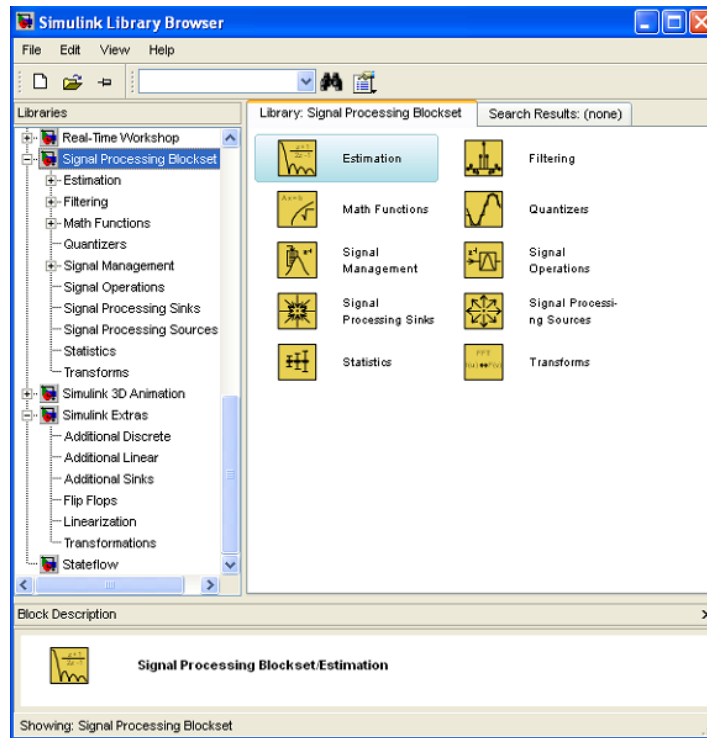 Simulink Library Browser
File Edit View Help
Libraries
Library: Signal Processing Blockset
Search Results: (none)
Real-Time Workshop
Signal Processing Blockset
Estimation
Filtering
Math Functions
Quantizers
Signal Management
Signal Operations
Signal Processing Sinks
Signal Processing Sources
Statistics
Transforms
Simulink 3D Animation
Simulink Extras
Additional Discrete
Additional Linear
Additional Sinks
Flip Flops
Linearization
Transformations
Stateflow
Estimation
Filtering
Math Functions
Quantizers
Signal
Management
Signal
Operations
Signal
Processing Sinks
Signal Processi-
ng Sources
Statistics
Transforms
Block Description
Signal Processing Blockset/Estimation
Showing: Signal Processing Blockset